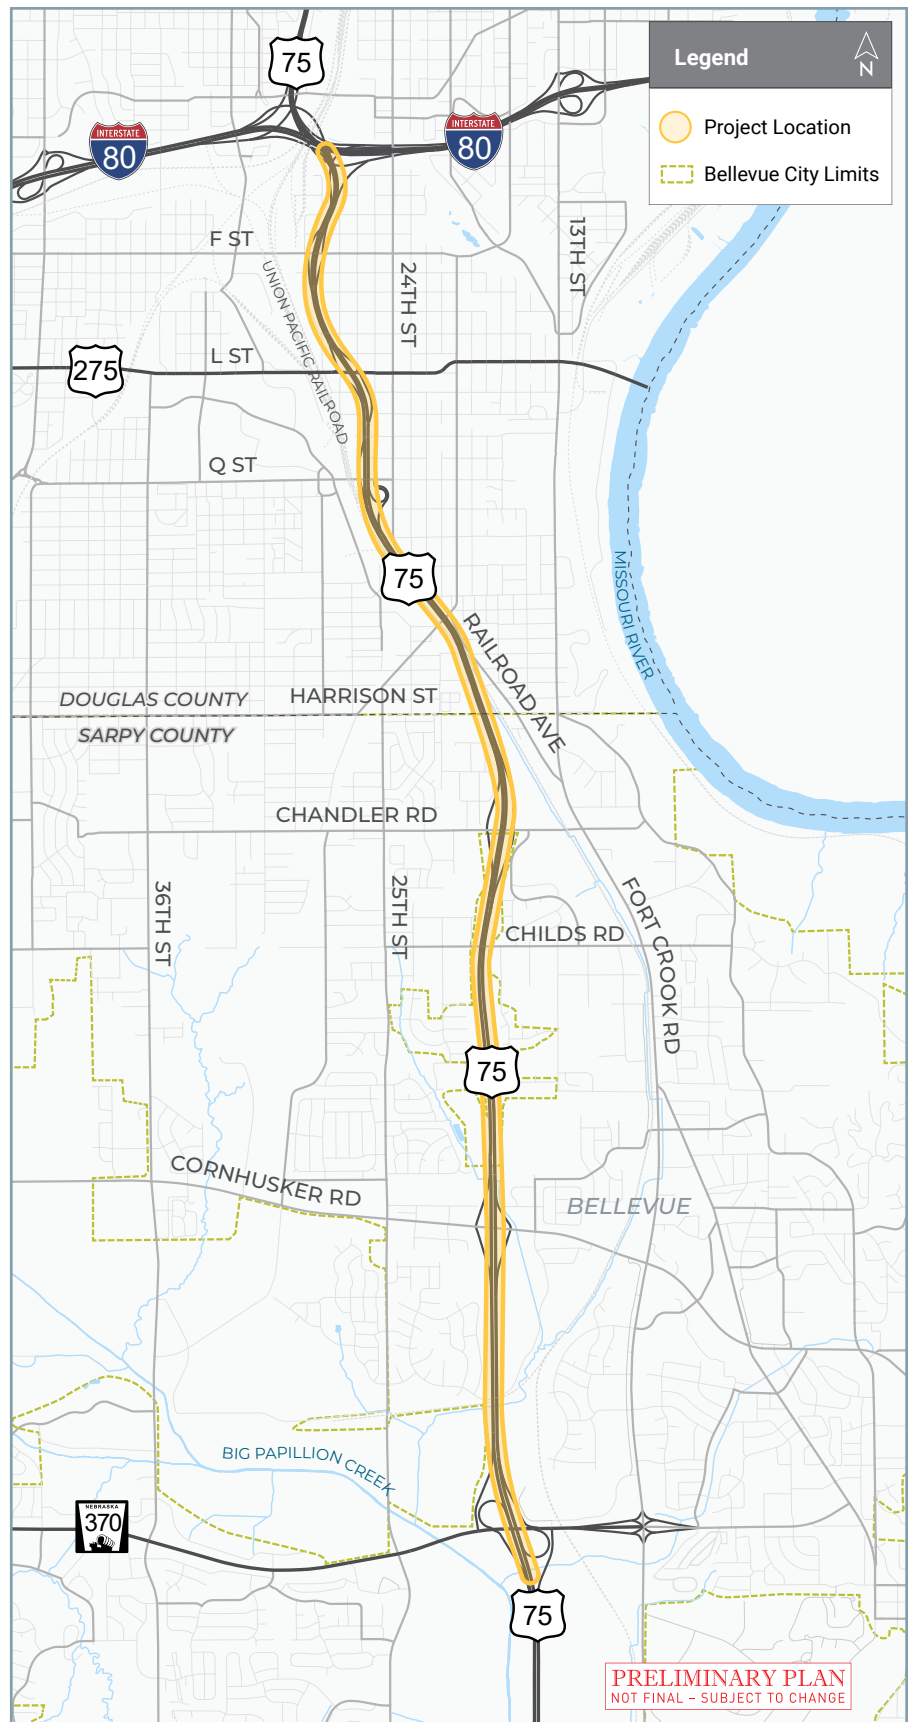 75
Legend
N
Project Location
Bellevue City Limits
INTERSTATE
80
INTERSTATE
80
F ST
13TH ST
24TH ST
UNION PACIFIC RAILROAD
L ST
275
Q ST
75
MISSOURI RIVER
RAILROAD AVE
DOUGLAS COUNTY
HARRISON ST
SARPY COUNTY
CHANDLER RD
36TH ST
25TH ST
FORT CROOK RD
CHILDS RD
75
CORNHUSKER RD
BELLEVUE
BIG PAPILLION CREEK
NEBRASKA
370
75
PRELIMINARY PLAN
NOT FINAL – SUBJECT TO CHANGE